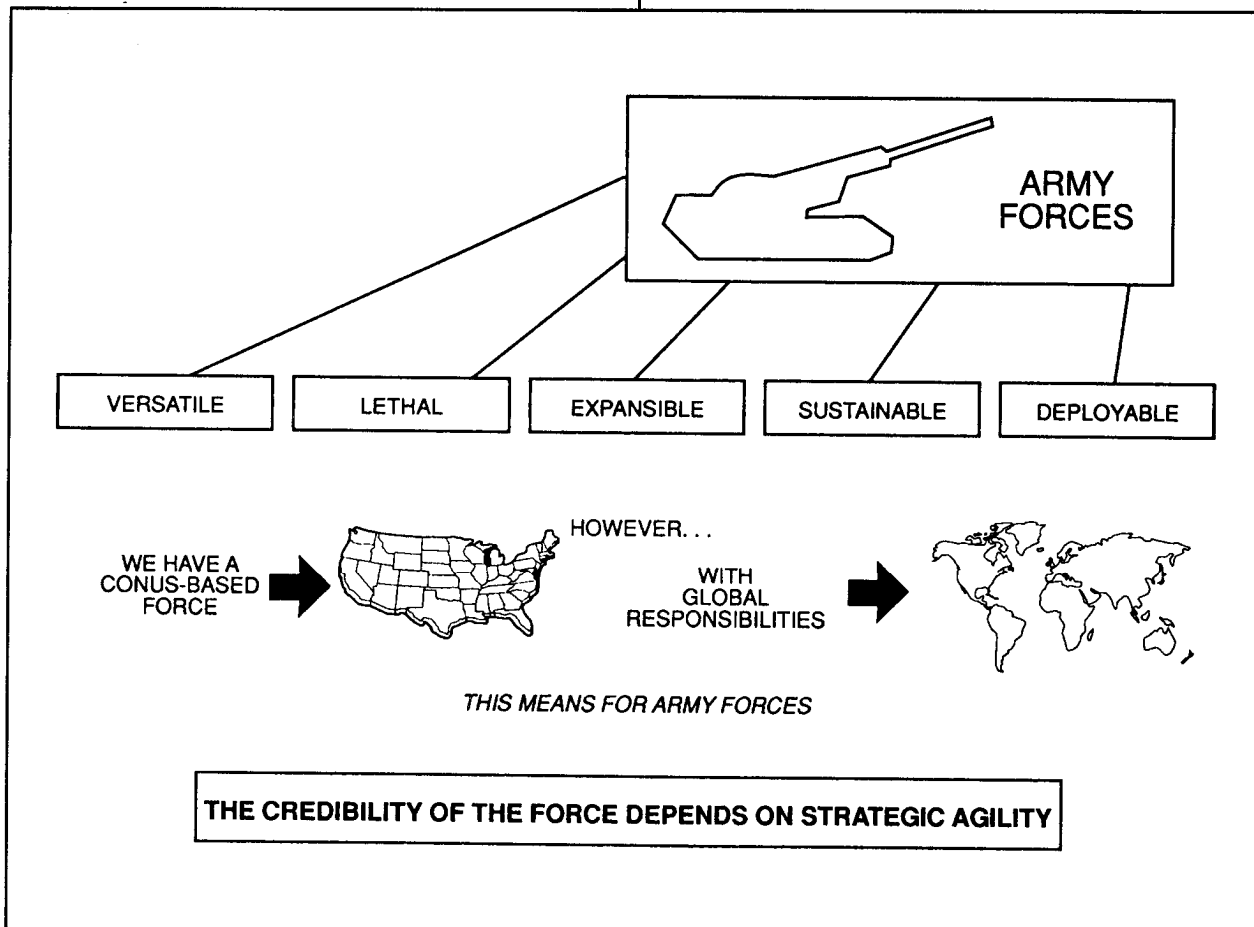 ARMY
FORCES
VERSATILE
LETHAL
EXPANSIBLE
SUSTAINABLE
DEPLOYABLE
WE HAVE A
CONUS-BASED
FORCE
HOWEVER. . .
WITH
GLOBAL
RESPONSIBILITIES
THIS MEANS FOR ARMY FORCES
THE CREDIBILITY OF THE FORCE DEPENDS ON STRATEGIC AGILITY